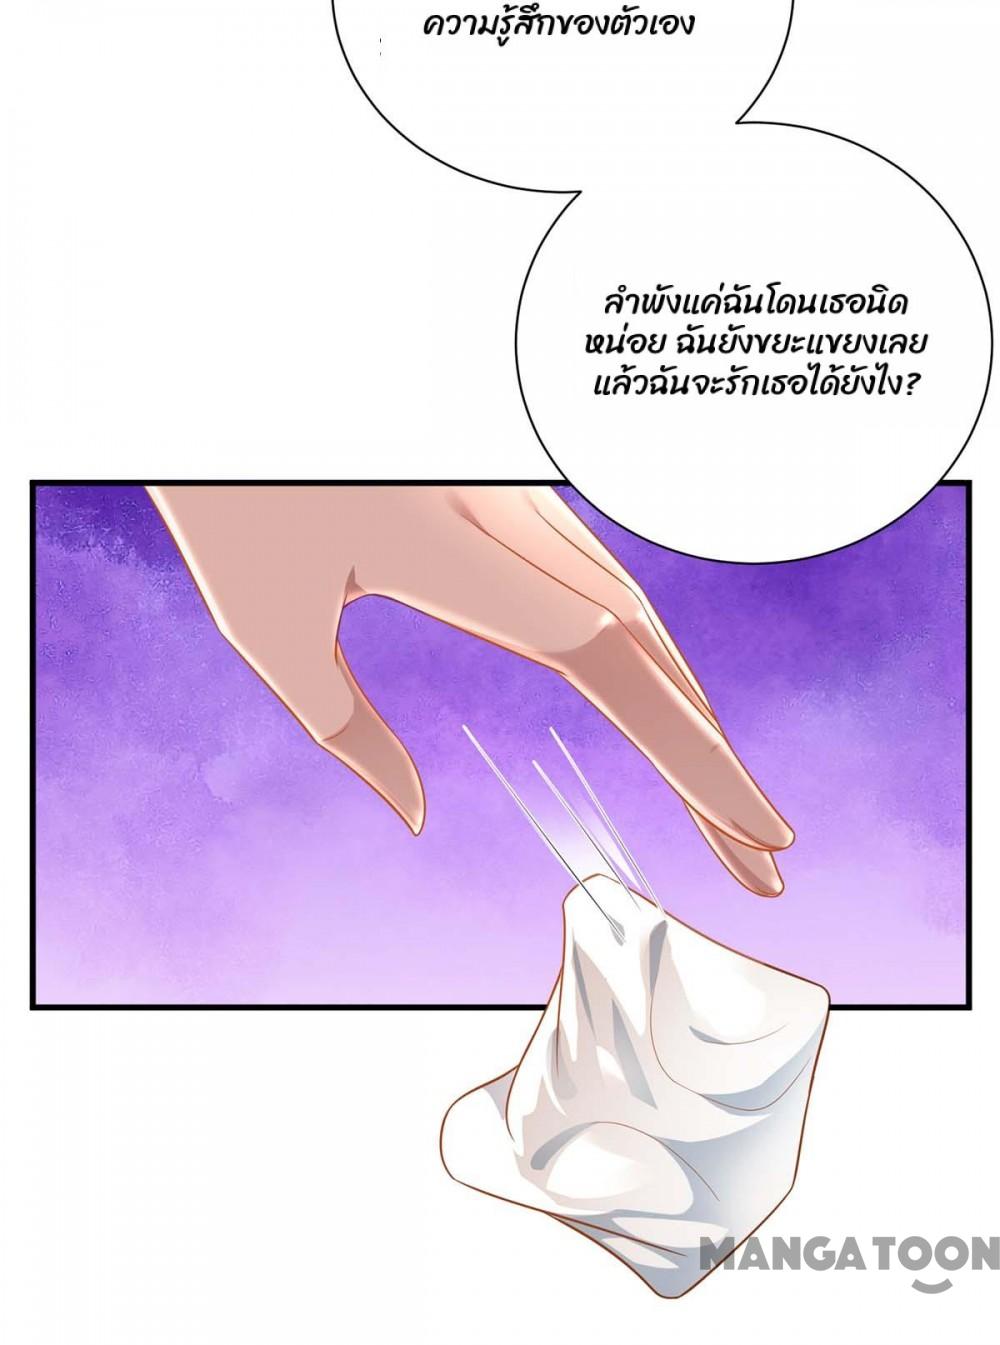 ความรู้สึกของตัวเอง
ลำพังแค่ฉันโดนเธอนิด
หน่อย ฉันยังขยะแขยงเลย
แล้วฉันจะรักเธอได้ยังไง?
MANGATOON